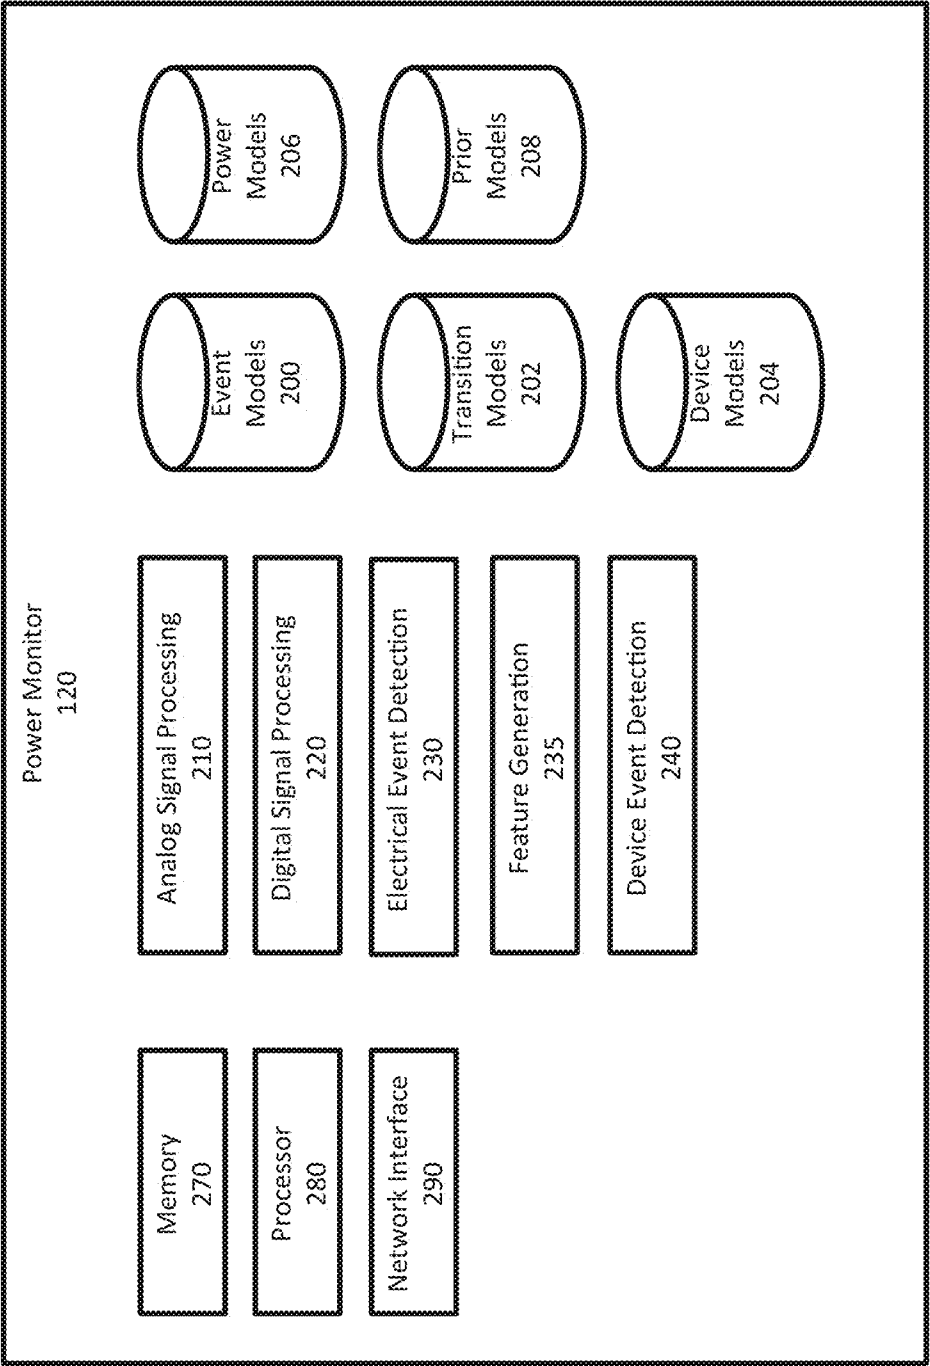 Power Monitor
120
Memory
270
Processor
280
Network Interface
290
Analog Signal Processing
210
Digital Signal Processing
220
Electrical Event Detection
230
Feature Generation
235
Device Event Detection
240
Event
Models
200
Transition
Models
202
Device
Models
204
Power
Models
206
Prior
Models
208